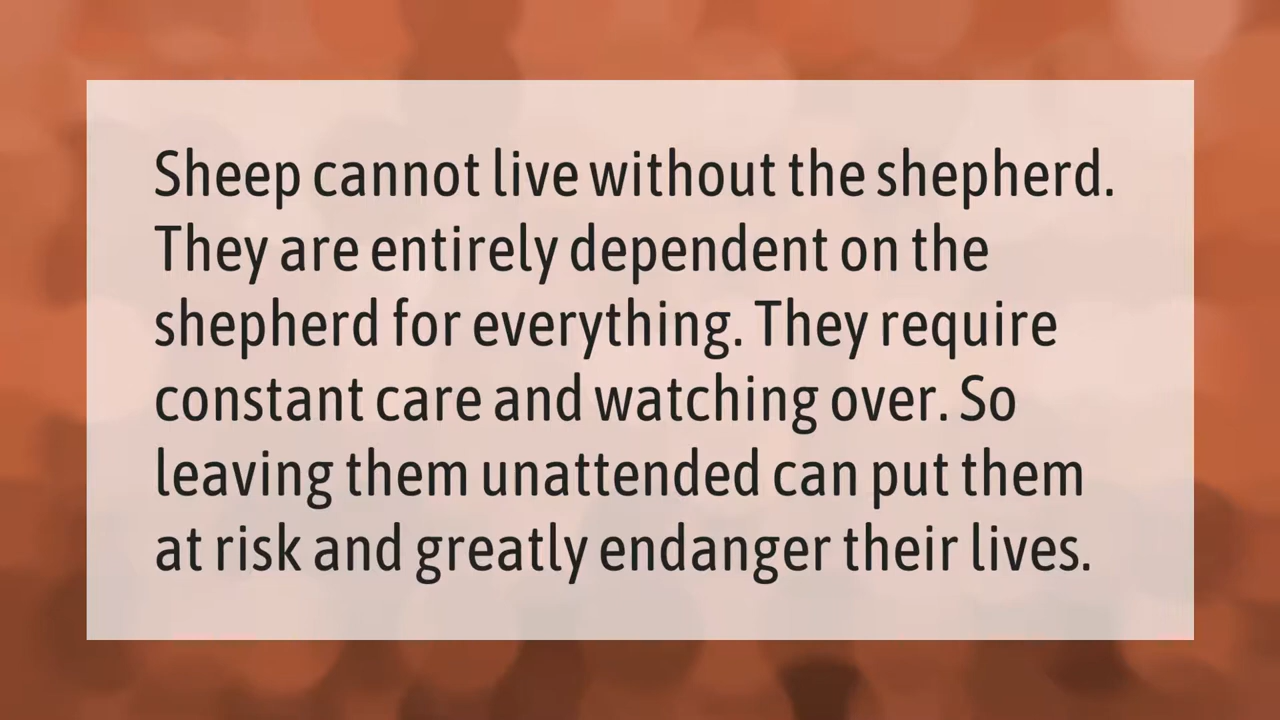 Sheep cannot live without the shepherd.
They are entirely dependent on the
shepherd for everything. They require
constant care and watching over. So
leaving them unattended can put them
at risk and greatly endanger their lives.